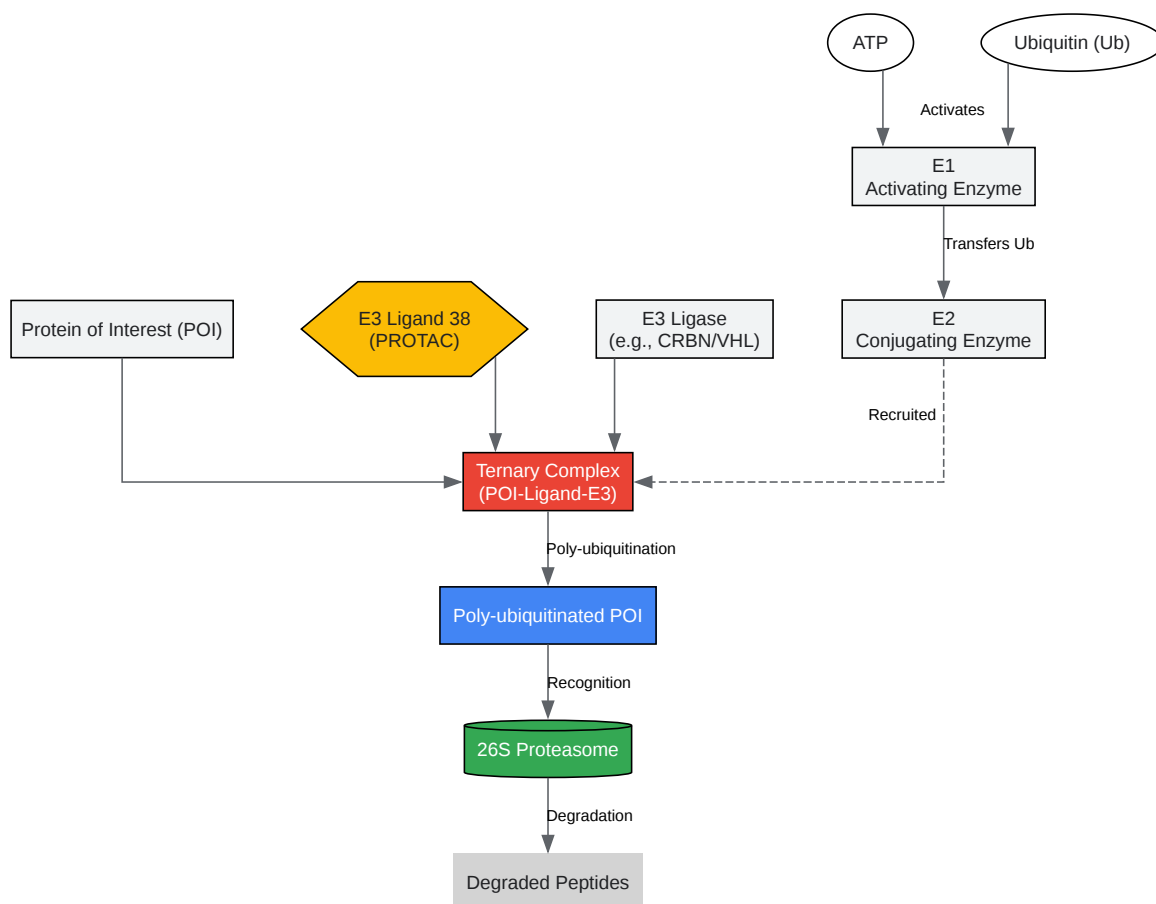 ATP
Ubiquitin (Ub)
Activates
E1
Activating Enzyme
Transfers Ub
Protein of Interest (POI)
E3 Ligand 38
(PROTAC)
E3 Ligase
(e.g., CRBN/VHL)
E2
Conjugating Enzyme
Recruited
Ternary Complex
(POI-Ligand-E3)
Poly-ubiquitination
Poly-ubiquitinated POI
Recognition
26S Proteasome
Degradation
Degraded Peptides